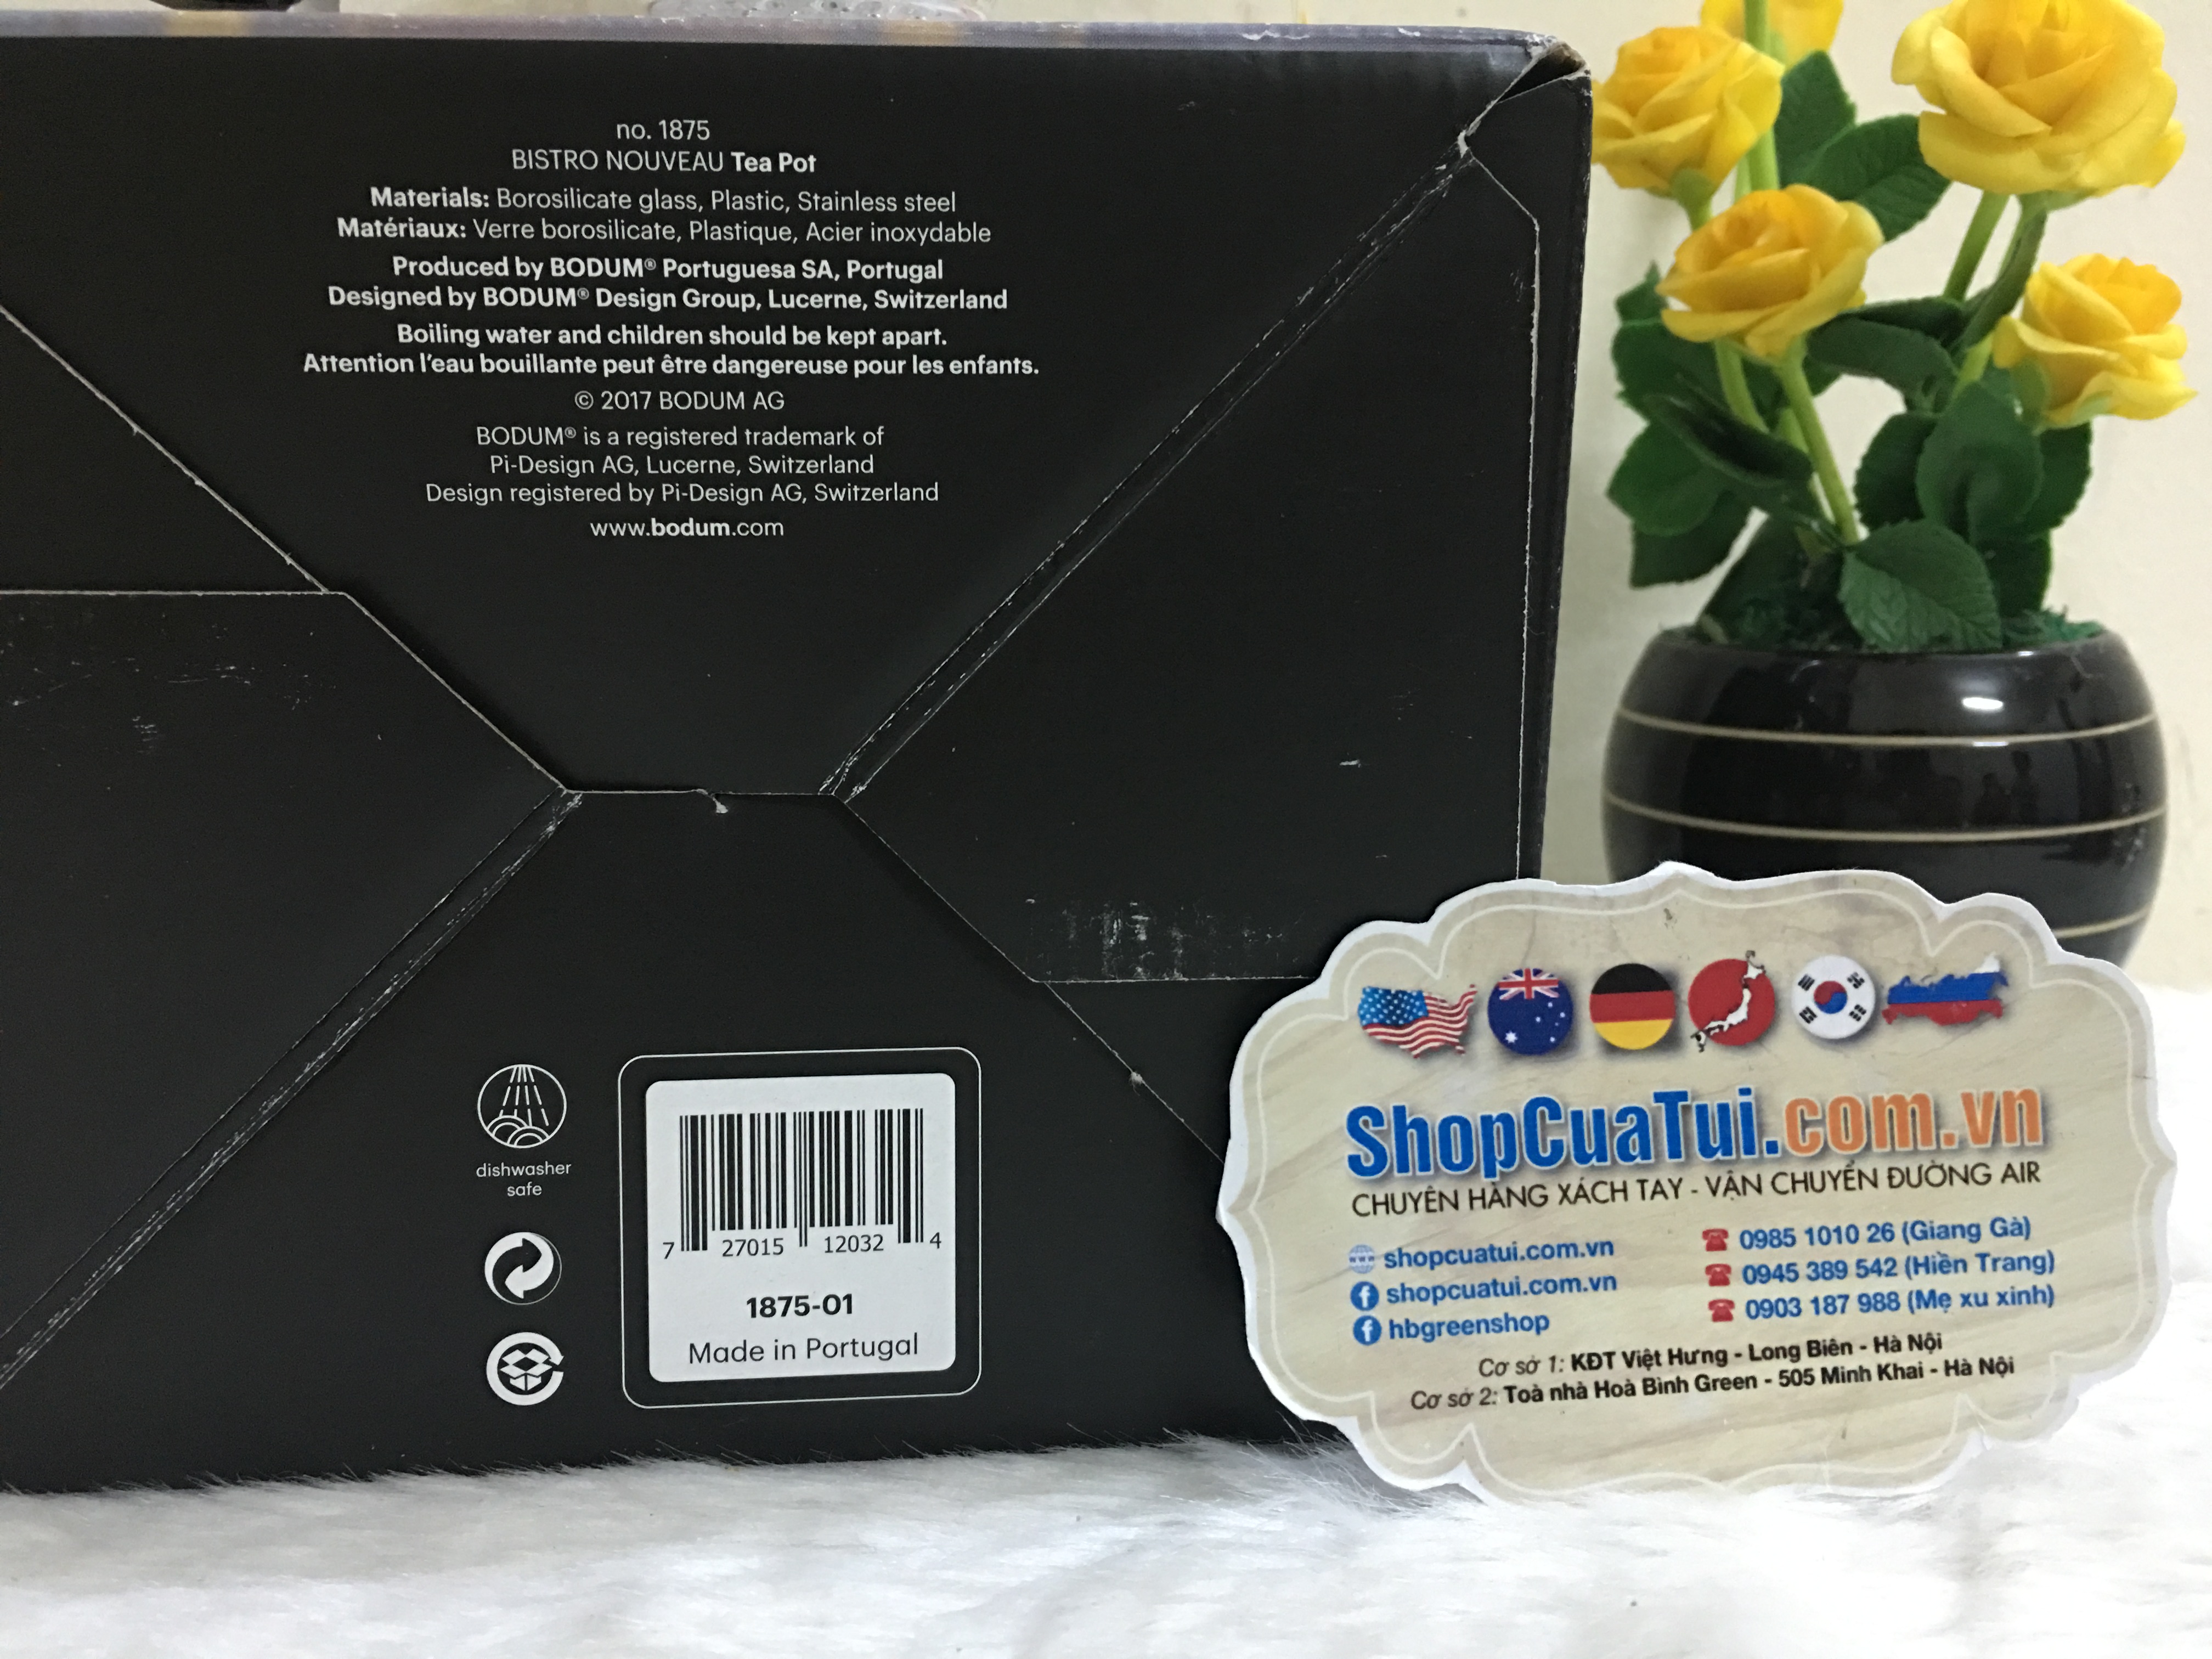 no. 1875
BISTRO NOUVEAU Tea Pot
Materials: Borosilicate glass, Plastic, Stainless steel
Matériaux: Verre borosilicate, Plastique, Acier inoxydable
Produced by BODUM® Portuguesa SA, Portugal
Designed by BODUM® Design Group, Lucerne, Switzerland
Boiling water and children should be kept apart.
Attention l'eau bouillante peut être dangereuse pour les enfants.
© 2017 BODUM AG
BODUM® is a registered trademark of
Pi-Design AG, Lucerne, Switzerland
Design registered by Pi-Design AG, Switzerland
www.bodum.com
dishwasher
safe
7 27015 12032 4
1875-01
Made in Portugal
ShopCuaTui.com.vn
CHUYÊN HÀNG XÁCH TAY - VẬN CHUYỂN ĐƯỜNG AIR
www shopcuatui.com.vn
f shopcuatui.com.vn
f hbgreenshop
0985 1010 26 (Giang Gà)
0945 389 542 (Hiền Trang)
0903 187 988 (Mẹ xu xinh)
Cơ sở 1: KĐT Việt Hưng - Long Biên - Hà Nội
Cơ sở 2: Toà nhà Hoà Bình Green - 505 Minh Khai - Hà Nội